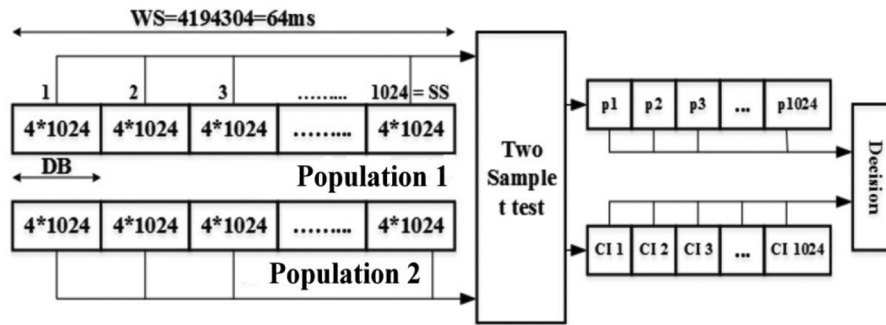 WS=4194304=64ms
1 2 3 ......... 1024 = SS
4*1024 4*1024 4*1024 ......... 4*1024
DB
Population 1
4*1024 4*1024 4*1024 ......... 4*1024
Population 2
Two
Sample
t test
p1 p2 p3 ... p1024
CI 1 CI 2 CI 3 ... CI 1024
Decision